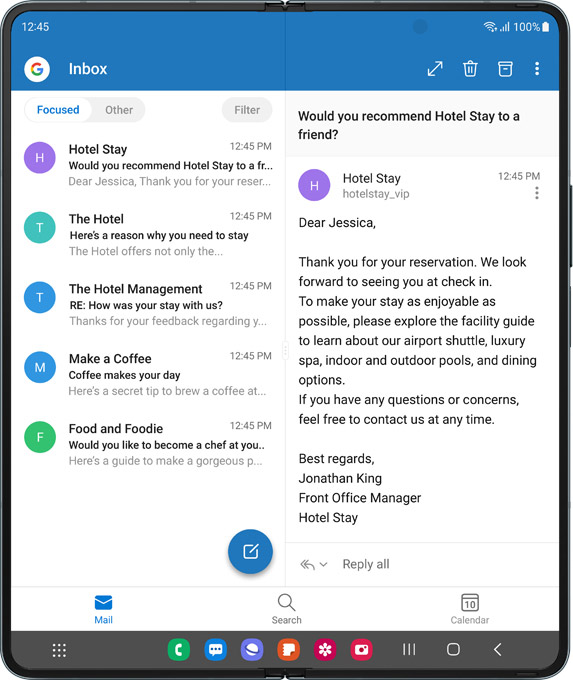 12:45
100%
G
Inbox
Focused
Other
Filter
H
Hotel Stay
12:45 PM
Would you recommend Hotel Stay to a fr...
Dear Jessica, Thank you for your reser...
T
The Hotel
12:45 PM
Here's a reason why you need to stay
The Hotel offers not only the...
T
The Hotel Management
12:45 PM
RE: How was your stay with us?
Thanks for your feedback regarding y...
M
Make a Coffee
12:45 PM
Coffee makes your day
Here's a secret tip to brew a coffee at...
F
Food and Foodie
12:45 PM
Would you like to become a chef at you..
Here's a guide to make a gorgeous p...
Would you recommend Hotel Stay to a
friend?
H
Hotel Stay
12:45 PM
hotelstay_vip
Dear Jessica,
Thank you for your reservation. We look
forward to seeing you at check in.
To make your stay as enjoyable as
possible, please explore the facility guide
to learn about our airport shuttle, luxury
spa, indoor and outdoor pools, and dining
options.
If you have any questions or concerns,
feel free to contact us at any time.
Best regards,
Jonathan King
Front Office Manager
Hotel Stay
Reply all
Mail
Search
10
Calendar